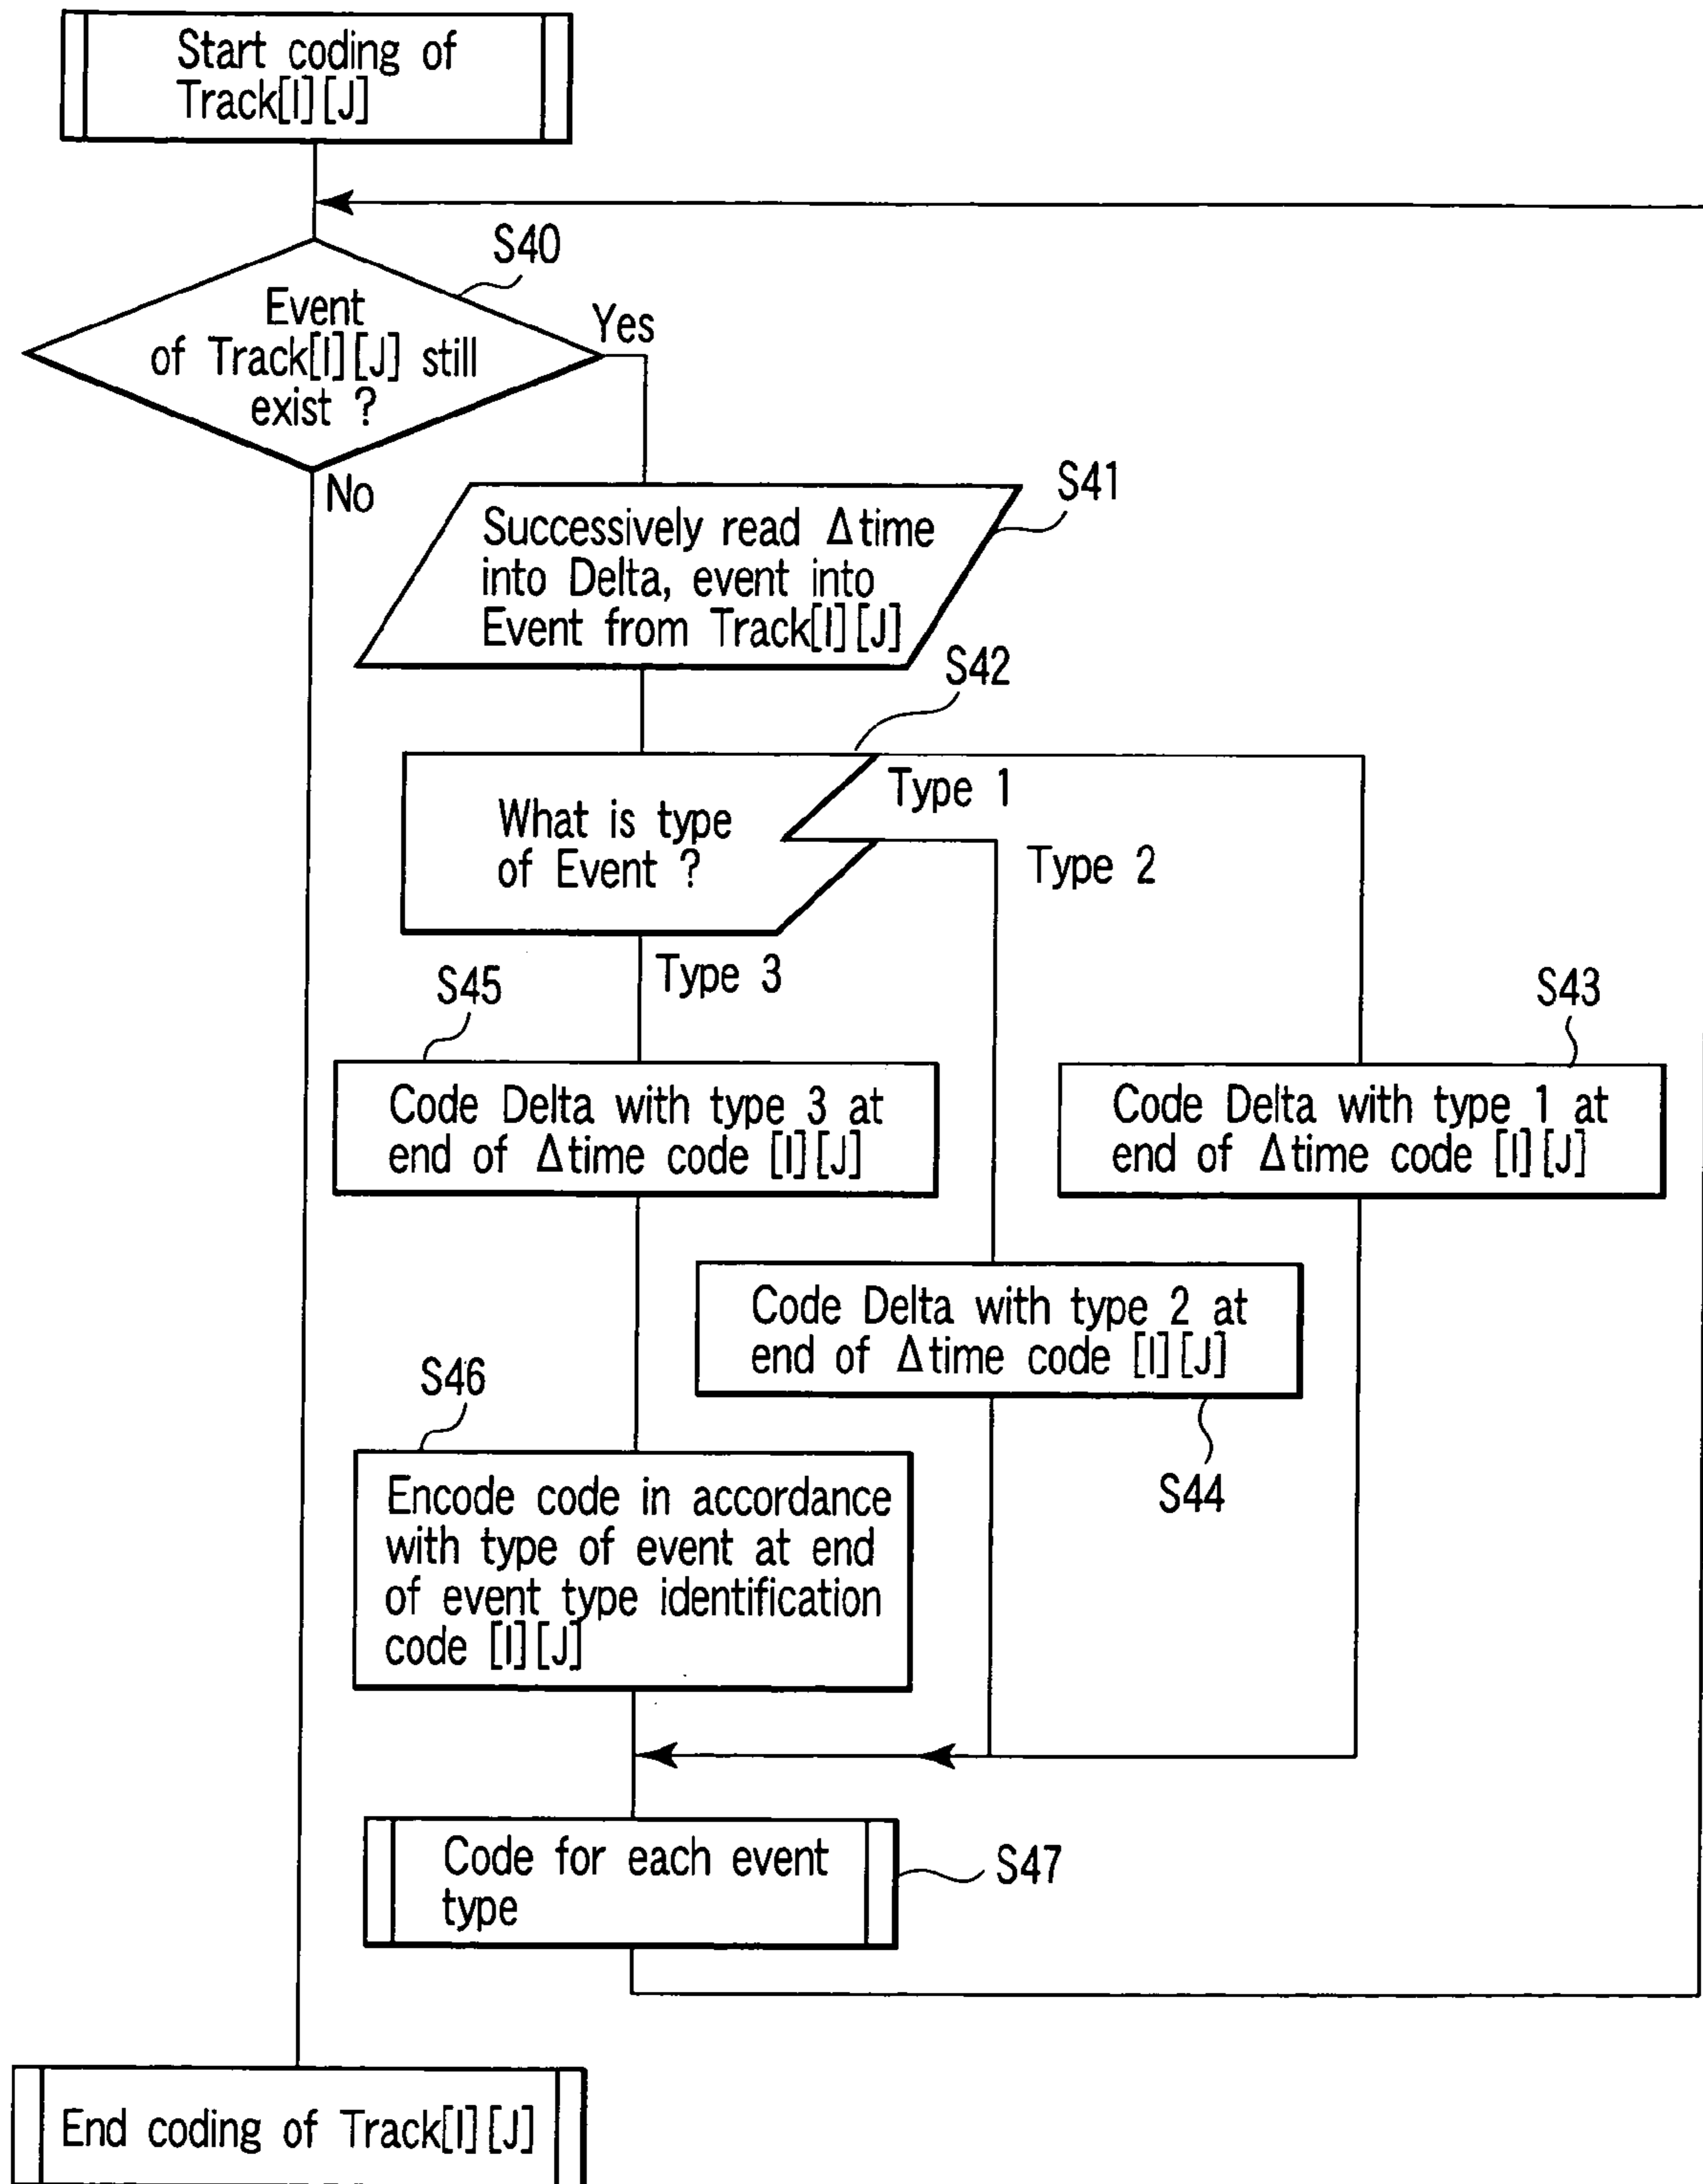 Start coding of
Track[I][J]
S40
Event
of Track[I][J] still
exist ?
Yes
No
S41
Successively read Δtime
into Delta, event into
Event from Track[I][J]
S42
What is type
of Event ?
Type 1
Type 2
Type 3
S45
Code Delta with type 3 at
end of Δtime code [I][J]
S43
Code Delta with type 1 at
end of Δtime code [I][J]
Code Delta with type 2 at
end of Δtime code [I][J]
S44
S46
Encode code in accordance
with type of event at end
of event type identification
code [I][J]
Code for each event
type
S47
End coding of Track[I][J]